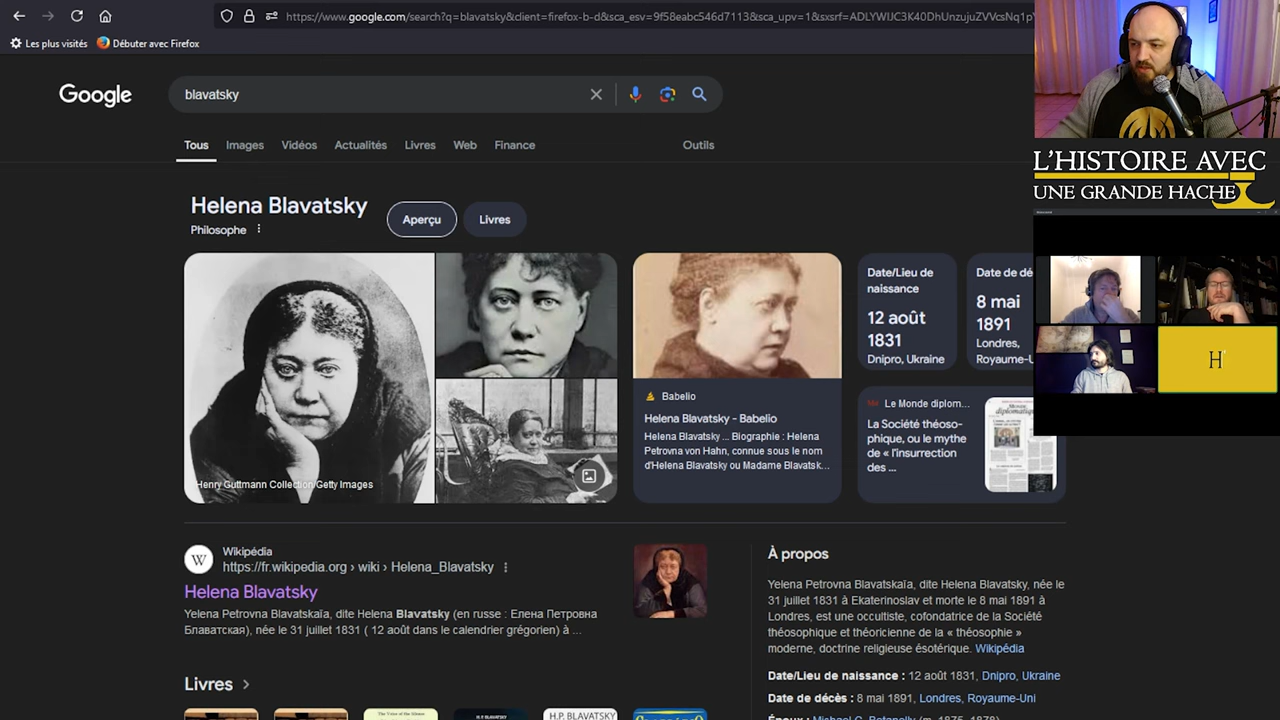 https://www.google.com/search?q=blavatsky&client=firefox-b-d&sca_esv=9f58eabc546d7113&sca_upv=1&sxsrf=ADLYWIJC3K40DhUnzujuZVVcsNq1p
Les plus visités
Débuter avec Firefox
Google
blavatsky
Tous
Images
Vidéos
Actualités
Livres
Web
Finance
Outils
L'HISTOIRE AVEC
UNE GRANDE HACHE
H
Helena Blavatsky
Philosophe
Aperçu
Livres
Henry Guttmann Collection/Getty Images
Babelio
Helena Blavatsky - Babelio
Helena Blavatsky ... Biographie : Helena
Petrovna von Hahn, connue sous le nom
d'Helena Blavatsky ou Madame Blavatsk...
Date/Lieu de
naissance
12 août
1831
Dnipro, Ukraine
Date de dé
8 mai
1891
Londres,
Royaume-U
Le Monde diplom...
La Société théoso-
phique, ou le mythe
de « l'insurrection
des ...
W
Wikipédia
https://fr.wikipedia.org › wiki › Helena_Blavatsky
Helena Blavatsky
Yelena Petrovna Blavatskaïa, dite Helena Blavatsky (en russe : Елена Петровна
Блаватская), née le 31 juillet 1831 ( 12 août dans le calendrier grégorien) à ...
Livres
The Voice of the Silence
H.P. BLAVATSKY
H.P. BLAVATSKY
À propos
Yelena Petrovna Blavatskaïa, dite Helena Blavatsky, née le
31 juillet 1831 à Ekaterinoslav et morte le 8 mai 1891 à
Londres, est une occultiste, cofondatrice de la Société
théosophique et théoricienne de la « théosophie »
moderne, doctrine religieuse ésotérique. Wikipédia
Date/Lieu de naissance : 12 août 1831, Dnipro, Ukraine
Date de décès : 8 mai 1891, Londres, Royaume-Uni